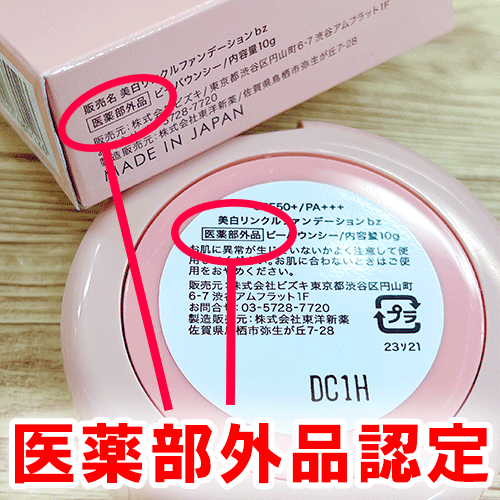 販売名 美白リンクルファンデーションbz
医薬部外品 ビーバウンシー/内容量10g
販売元:株式会社ビズキ/東京都渋谷区円山町6-7 渋谷アムフラット1F
03-5728-7720
製造販売元:株式会社東洋新薬/佐賀県鳥栖市弥生が丘7-28
MADE IN JAPAN
F50+/PA+++
美白リンクルファンデーションbz
医薬部外品 ビーバウンシー/内容量10g
お肌に異常が生じていないかよく注意して使
用 お肌に合わないときはご使
用をおやめください。
販売元:株式会社ビズキ 東京都渋谷区円山町
6-7 渋谷アムフラット1F
お問合せ:03-5728-7720
製造販売元:株式会社東洋新薬
佐賀県鳥栖市弥生が丘7-28
プラ
23ソ21
DC1H
医薬部外品認定